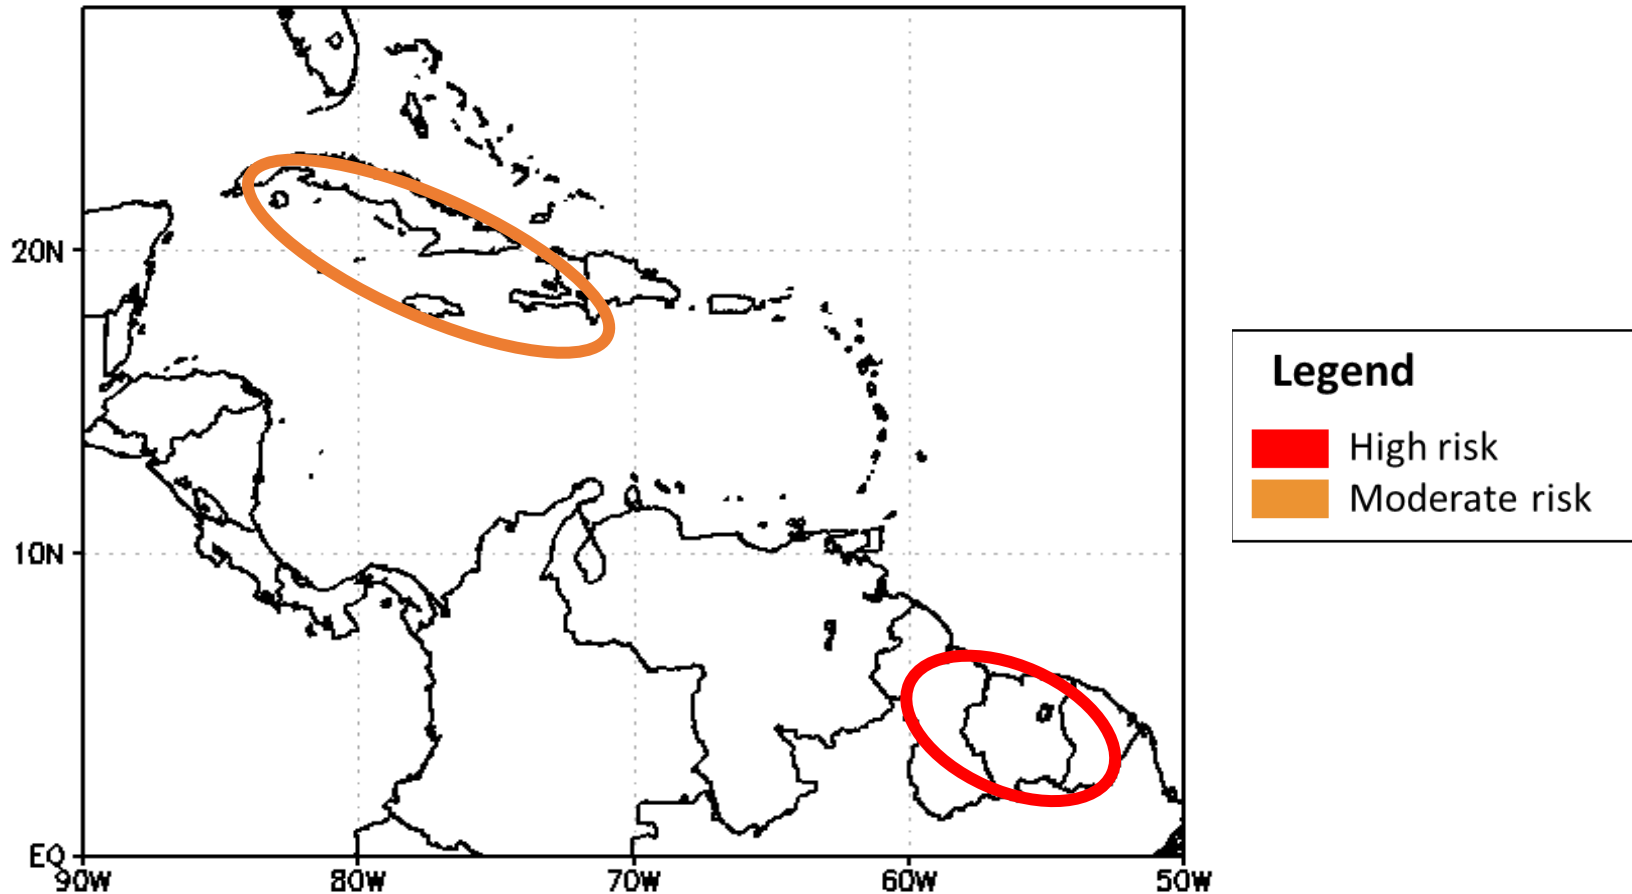 20N
10N
EQ
90W
80W
70W
60W
50W
Legend
High risk
Moderate risk